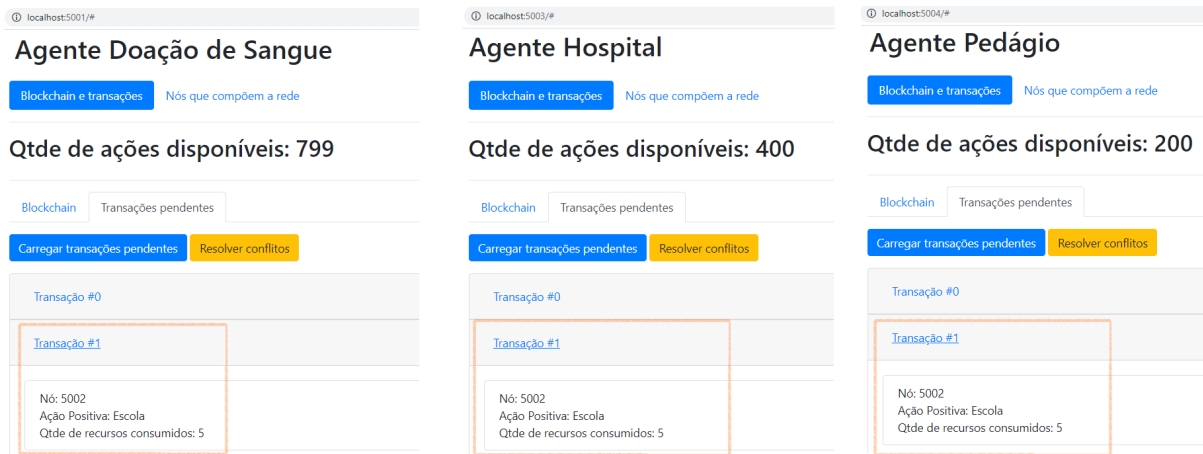 localhost:5001/#
Agente Doação de Sangue
Blockchain e transações Nós que compõem a rede
Qtde de ações disponíveis: 799
Blockchain Transações pendentes
Carregar transações pendentes Resolver conflitos
Transação #0
Transação #1
Nó: 5002
Ação Positiva: Escola
Qtde de recursos consumidos: 5
localhost:5003/#
Agente Hospital
Blockchain e transações Nós que compõem a rede
Qtde de ações disponíveis: 400
Blockchain Transações pendentes
Carregar transações pendentes Resolver conflitos
Transação #0
Transação #1
Nó: 5002
Ação Positiva: Escola
Qtde de recursos consumidos: 5
localhost:5004/#
Agente Pedágio
Blockchain e transações Nós que compõem a rede
Qtde de ações disponíveis: 200
Blockchain Transações pendentes
Carregar transações pendentes Resolver conflitos
Transação #0
Transação #1
Nó: 5002
Ação Positiva: Escola
Qtde de recursos consumidos: 5